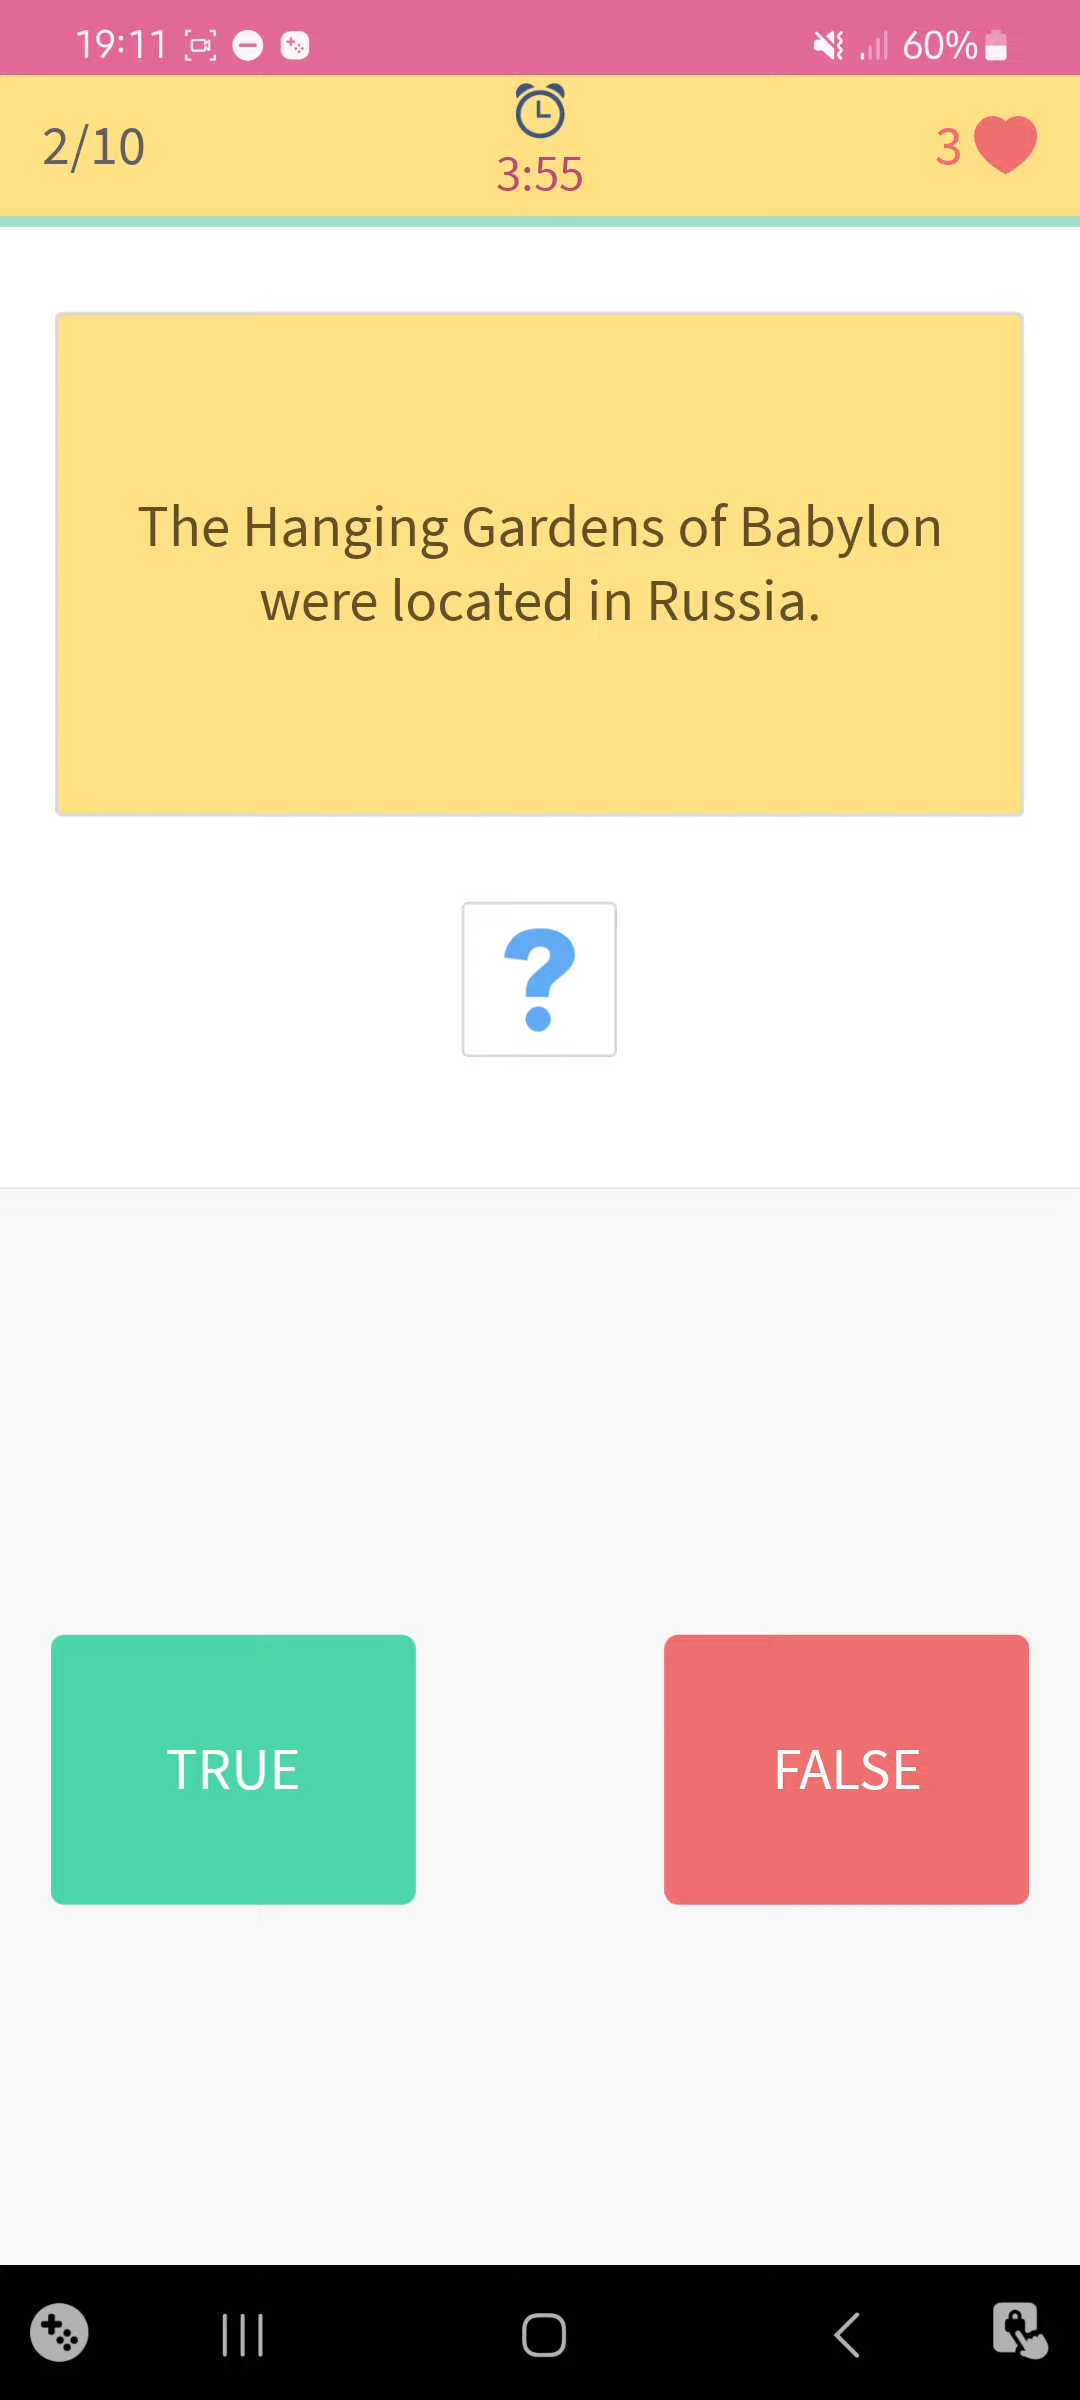 19:11
60%
2/10
3:55
3
The Hanging Gardens of Babylon
were located in Russia.
?
TRUE
FALSE